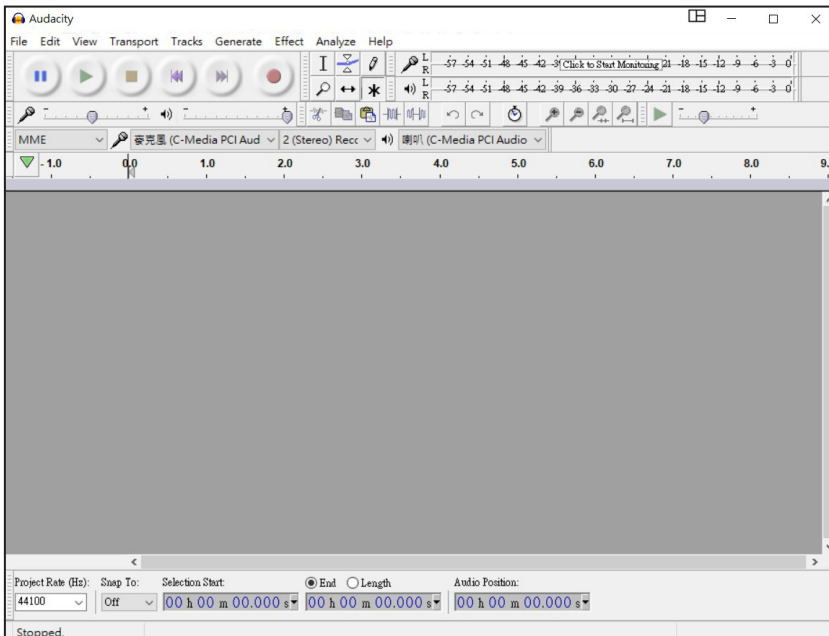 Audacity
File Edit View Transport Tracks Generate Effect Analyze Help
L
R
-57 -54 -51 -48 -45 -42 -3 Click to Start Monitoring 21 -18 -15 -12 -9 -6 -3 0
L
R
-57 -54 -51 -48 -45 -42 -39 -36 -33 -30 -27 -24 -21 -18 -15 -12 -9 -6 -3 0
MME 麥克風 (C-Media PCI Aud 2 (Stereo) Recc 喇叭 (C-Media PCI Audio
-1.0 0.0 1.0 2.0 3.0 4.0 5.0 6.0 7.0 8.0 9.
Project Rate (Hz): Snap To: Selection Start: End Length Audio Position:
44100 Off 00 h 00 m 00.000 s 00 h 00 m 00.000 s 00 h 00 m 00.000 s
Stopped.